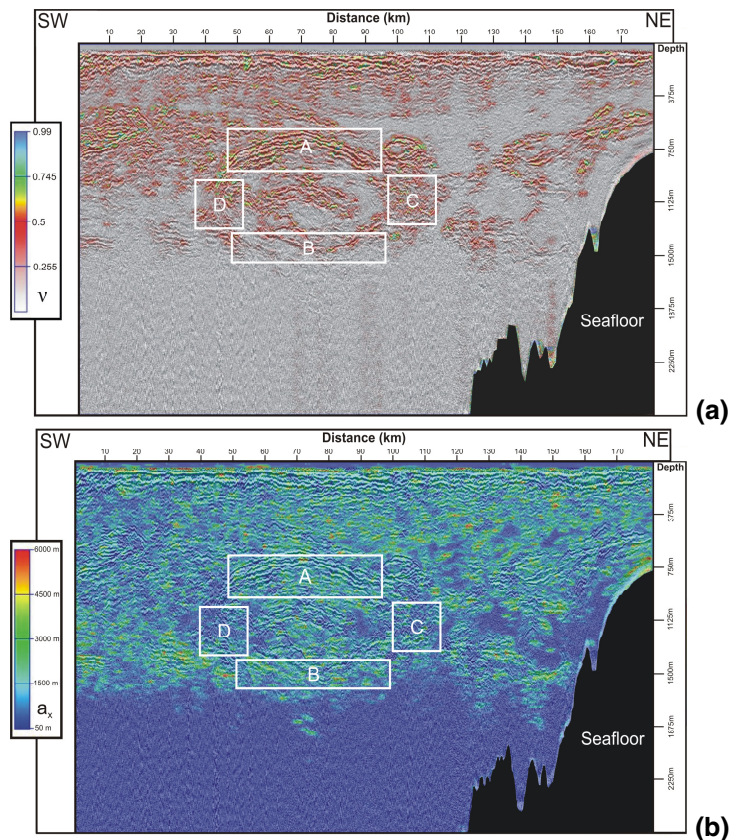 SW
Distance (km)
NE
10 20 30 40 50 60 70 80 90 100 110 120 130 140 150 160 170
Depth
375m
750m
1125m
1500m
1875m
2250m
0.99
0.745
0.5
0.255
ν
A
D
C
B
Seafloor
(a)
SW
Distance (km)
NE
10 20 30 40 50 60 70 80 90 100 110 120 130 140 150 160 170
Depth
375m
750m
1125m
1500m
1875m
2250m
6000 m
4500 m
3000 m
1500 m
50 m
aₓ
A
D
C
B
Seafloor
(b)